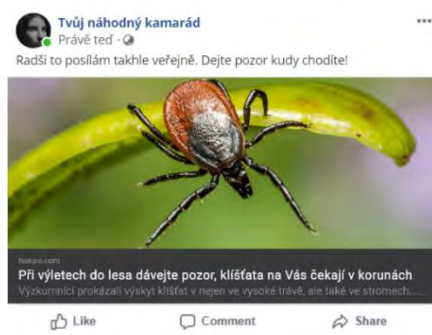 Tvůj náhodný kamarád
Právě teď ·
Radši to posílám takhle veřejně. Dejte pozor kudy chodíte!
Nature.com
Při výletech do lesa dávejte pozor, klíšťata na Vás čekají v korunách
Výzkumníci prokázali výskyt klíšťat v nejen ve vysoké trávě, ale také ve stromech....
Like
Comment
Share